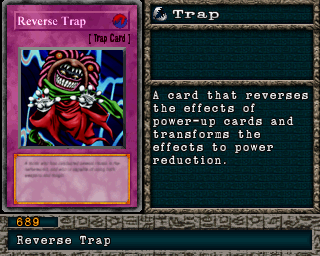 Reverse Trap
[ Trap Card ]
Trap
A card that reverses
the effects of
power-up cards and
transforms the
effects to power
reduction.
689
Reverse Trap